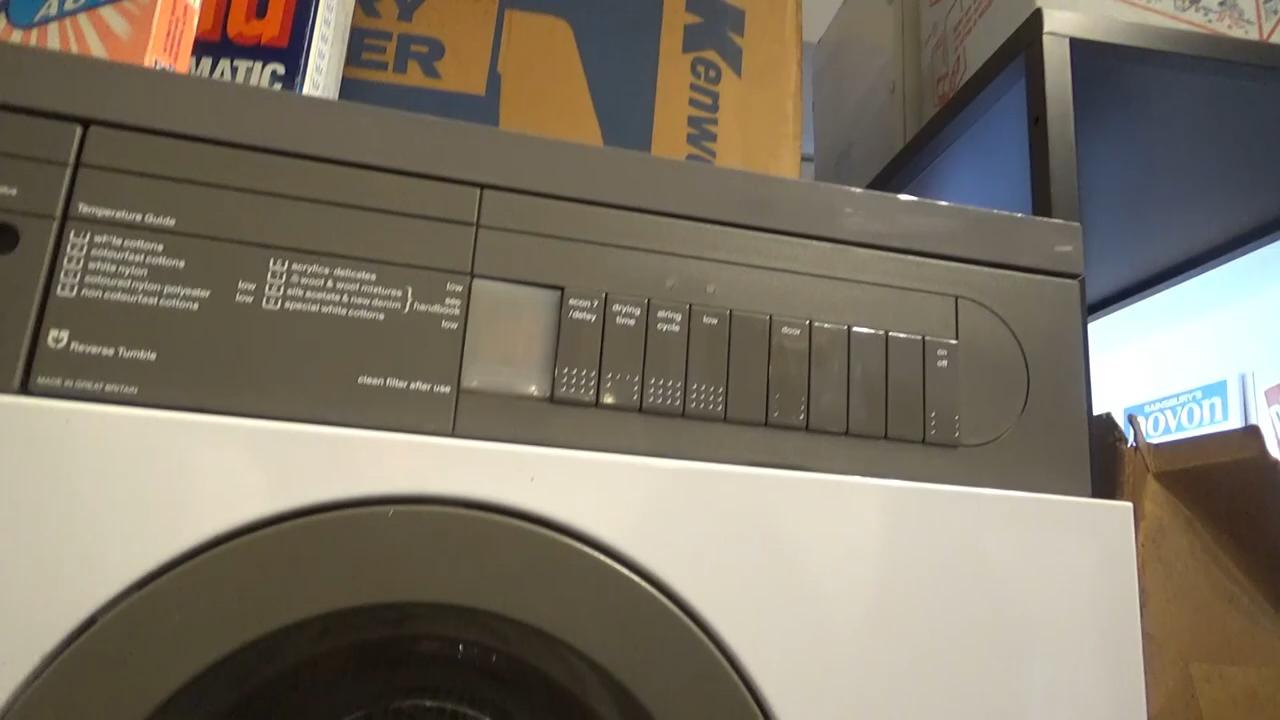 MATIC
RY
ER
Kenwo
Temperature Guide
white cottons
colourfast cottons
white nylon
coloured nylon·polyester low
non colourfast cottons low
acrylics·delicates low
wool & wool mixtures see
silk acetate & new denim handbook
special white cottons low
Reverse Tumble
MADE IN GREAT BRITAIN
clean filter after use
econ 7
/delay
drying
time
airing
cycle
low
door
on
off
SAINSBURY'S
novon